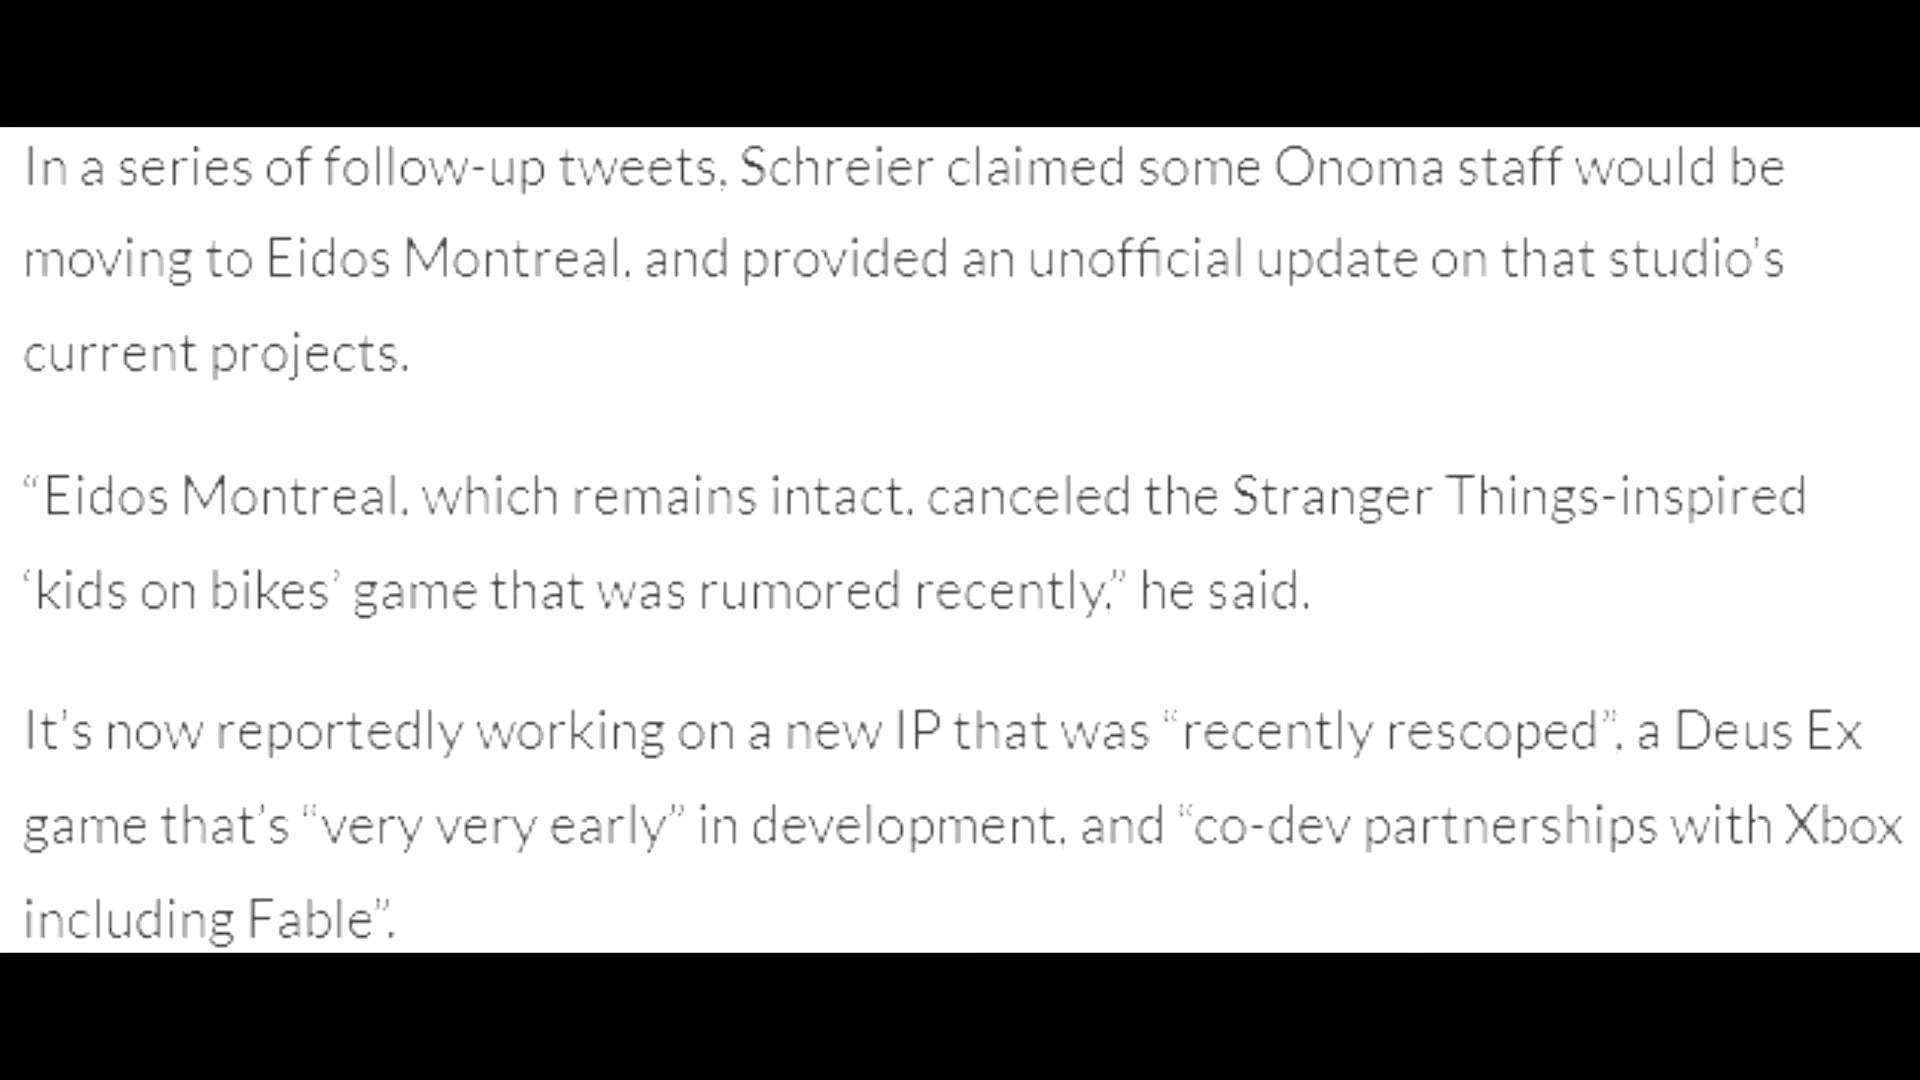 In a series of follow-up tweets, Schreier claimed some Onoma staff would be
moving to Eidos Montreal, and provided an unofficial update on that studio’s
current projects.
“Eidos Montreal, which remains intact, canceled the Stranger Things-inspired
‘kids on bikes’ game that was rumored recently,” he said.
It’s now reportedly working on a new IP that was “recently rescoped”, a Deus Ex
game that’s “very very early” in development, and “co-dev partnerships with Xbox
including Fable”.